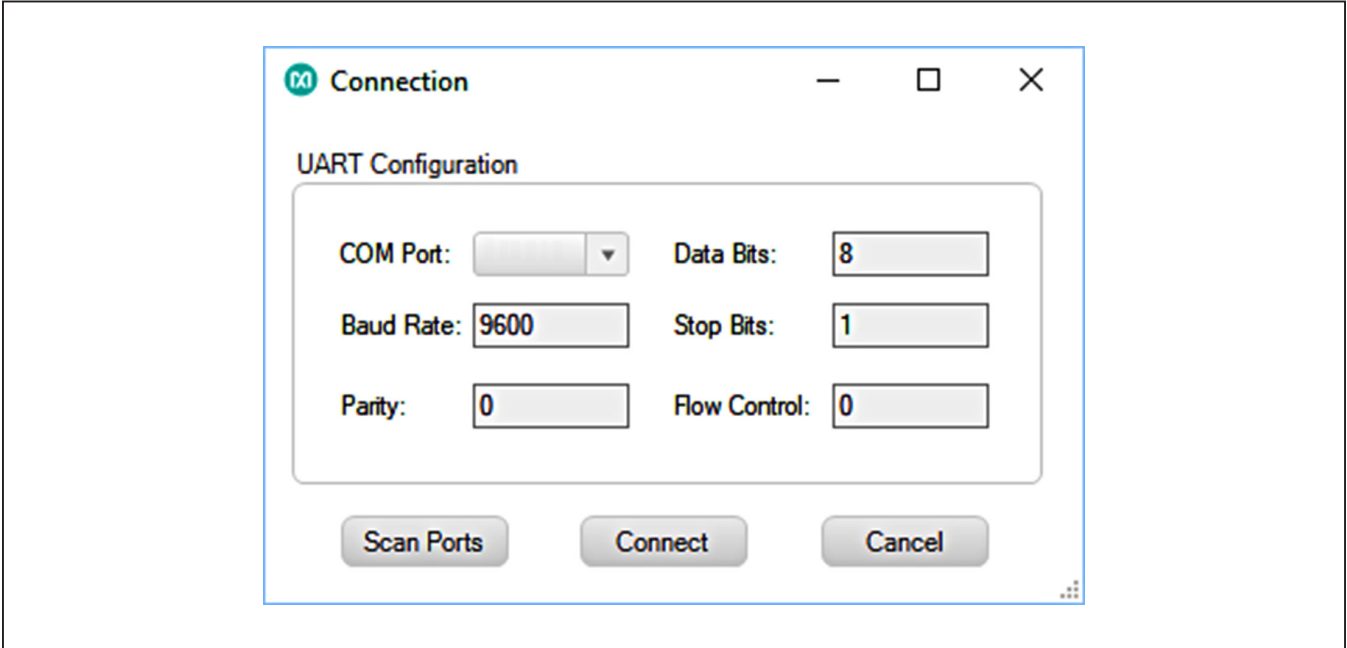 Connection
UART Configuration
COM Port: Data Bits: 8
Baud Rate: 9600 Stop Bits: 1
Parity: 0 Flow Control: 0
Scan Ports Connect Cancel